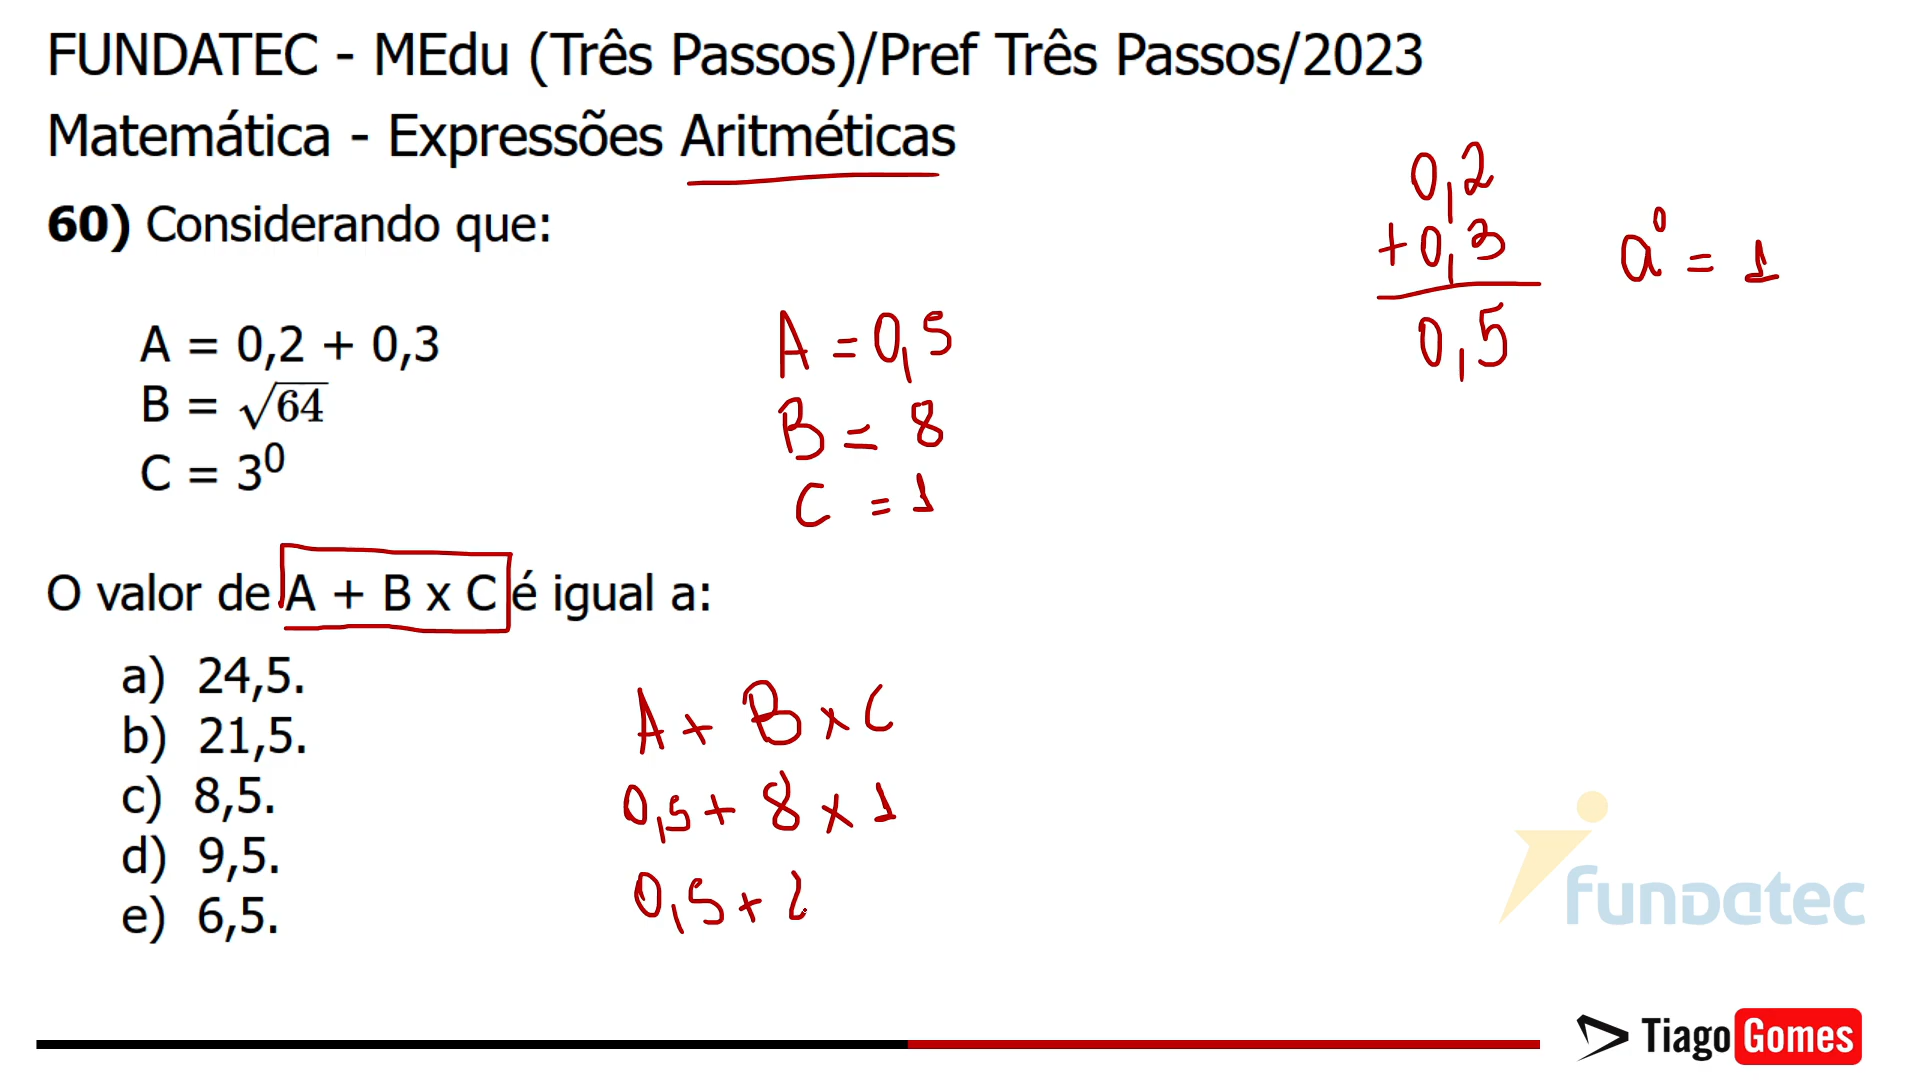 FUNDATEC - MEdu (Três Passos)/Pref Três Passos/2023
Matemática - Expressões Aritméticas
60) Considerando que:
A = 0,2 + 0,3
B = √64
C = 3⁰
A = 0,5
B = 8
C = 1
0,2
+0,3
0,5
a⁰ = 1
O valor de A + B x C é igual a:
a) 24,5.
b) 21,5.
c) 8,5.
d) 9,5.
e) 6,5.
A + B x C
0,5 + 8 x 1
0,5 +
fundatec
Tiago Gomes